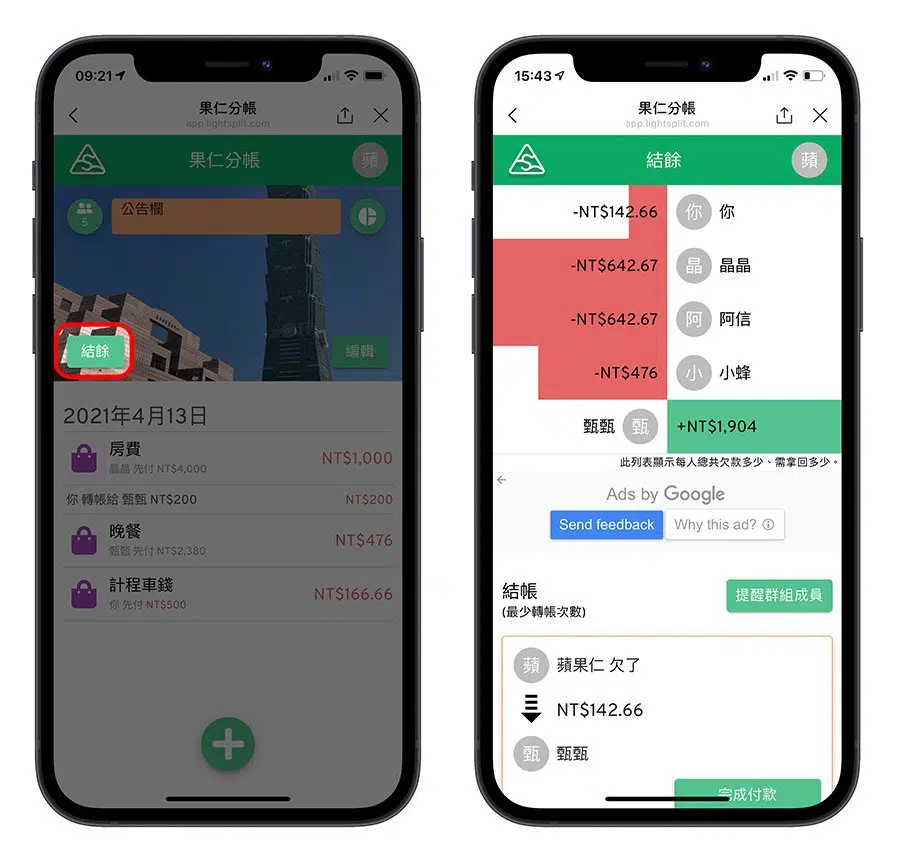 09:21
果仁分帳
app.lightsplit.com
果仁分帳
蘋
5
公告欄
結餘
編輯
2021年4月13日
房費
晶晶 先付 NT$4,000
NT$1,000
你 轉帳給 甄甄 NT$200
NT$200
晚餐
甄甄 先付 NT$2,380
NT$476
計程車錢
你 先付 NT$500
NT$166.66
15:43
果仁分帳
app.lightsplit.com
結餘
蘋
-NT$142.66
你 你
-NT$642.67
晶 晶晶
-NT$642.67
阿 阿信
-NT$476
小 小蜂
甄甄 甄
+NT$1,904
此列表顯示每人總共欠款多少、需拿回多少。
Ads by Google
Send feedback
Why this ad?
結帳
(最少轉帳次數)
提醒群組成員
蘋 蘋果仁 欠了
NT$142.66
甄 甄甄
完成付款